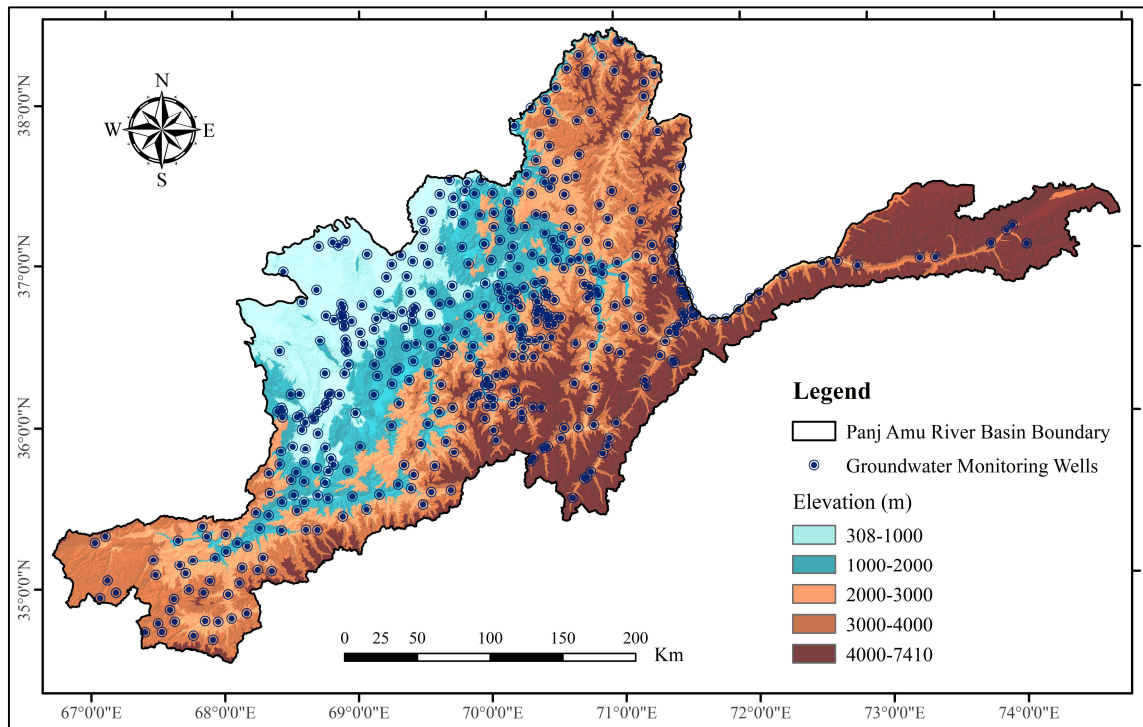 N
W E
S
38°0'0"N
37°0'0"N
36°0'0"N
35°0'0"N
Legend
Panj Amu River Basin Boundary
Groundwater Monitoring Wells
Elevation (m)
308-1000
1000-2000
2000-3000
3000-4000
4000-7410
0 25 50 100 150 200
Km
67°0'0"E 68°0'0"E 69°0'0"E 70°0'0"E 71°0'0"E 72°0'0"E 73°0'0"E 74°0'0"E